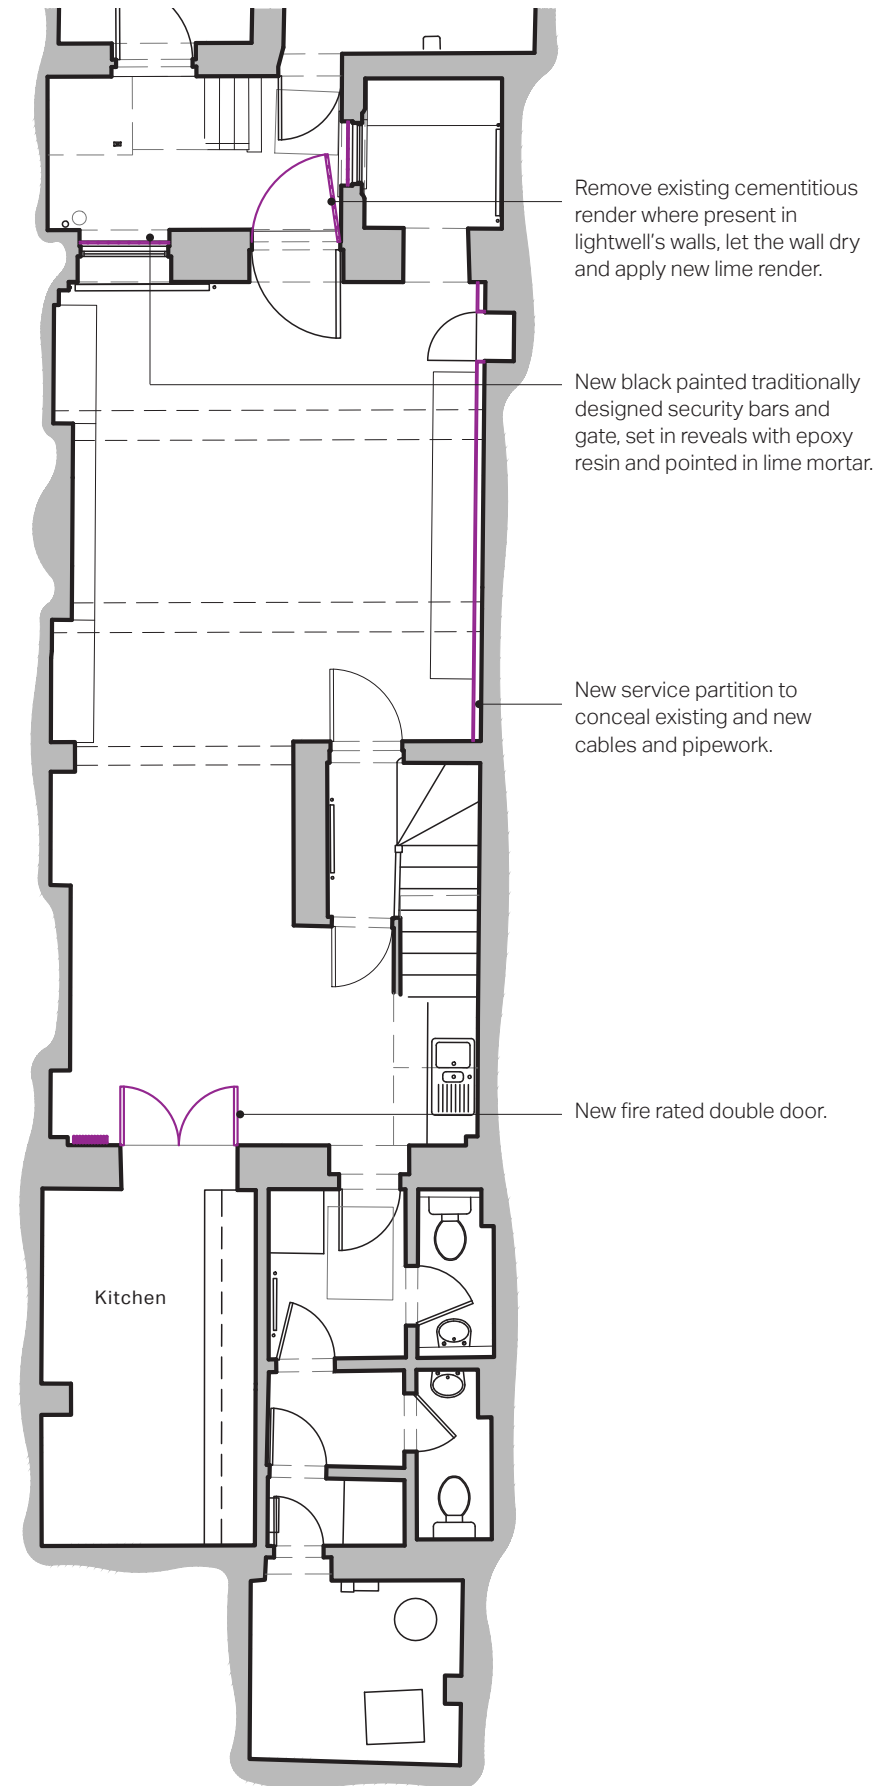 Remove existing cementitious
render where present in
lightwell's walls, let the wall dry
and apply new lime render.
New black painted traditionally
designed security bars and
gate, set in reveals with epoxy
resin and pointed in lime mortar.
New service partition to
conceal existing and new
cables and pipework.
New fire rated double door.
Kitchen